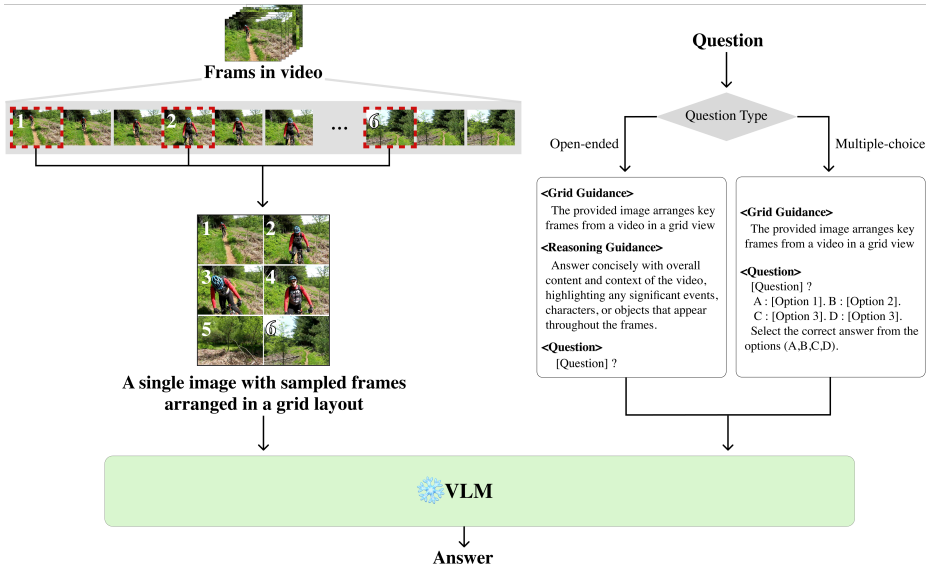 Frams in video
1
2
...
6
1
2
3
4
5
6
A single image with sampled frames
arranged in a grid layout
Question
Question Type
Open-ended
Multiple-choice
<Grid Guidance>
The provided image arranges key
frames from a video in a grid view
<Reasoning Guidance>
Answer concisely with overall
content and context of the video,
highlighting any significant events,
characters, or objects that appear
throughout the frames.
<Question>
[Question] ?
<Grid Guidance>
The provided image arranges key
frames from a video in a grid view
<Question>
[Question] ?
A : [Option 1]. B : [Option 2].
C : [Option 3]. D : [Option 3].
Select the correct answer from the
options (A,B,C,D).
VLM
Answer